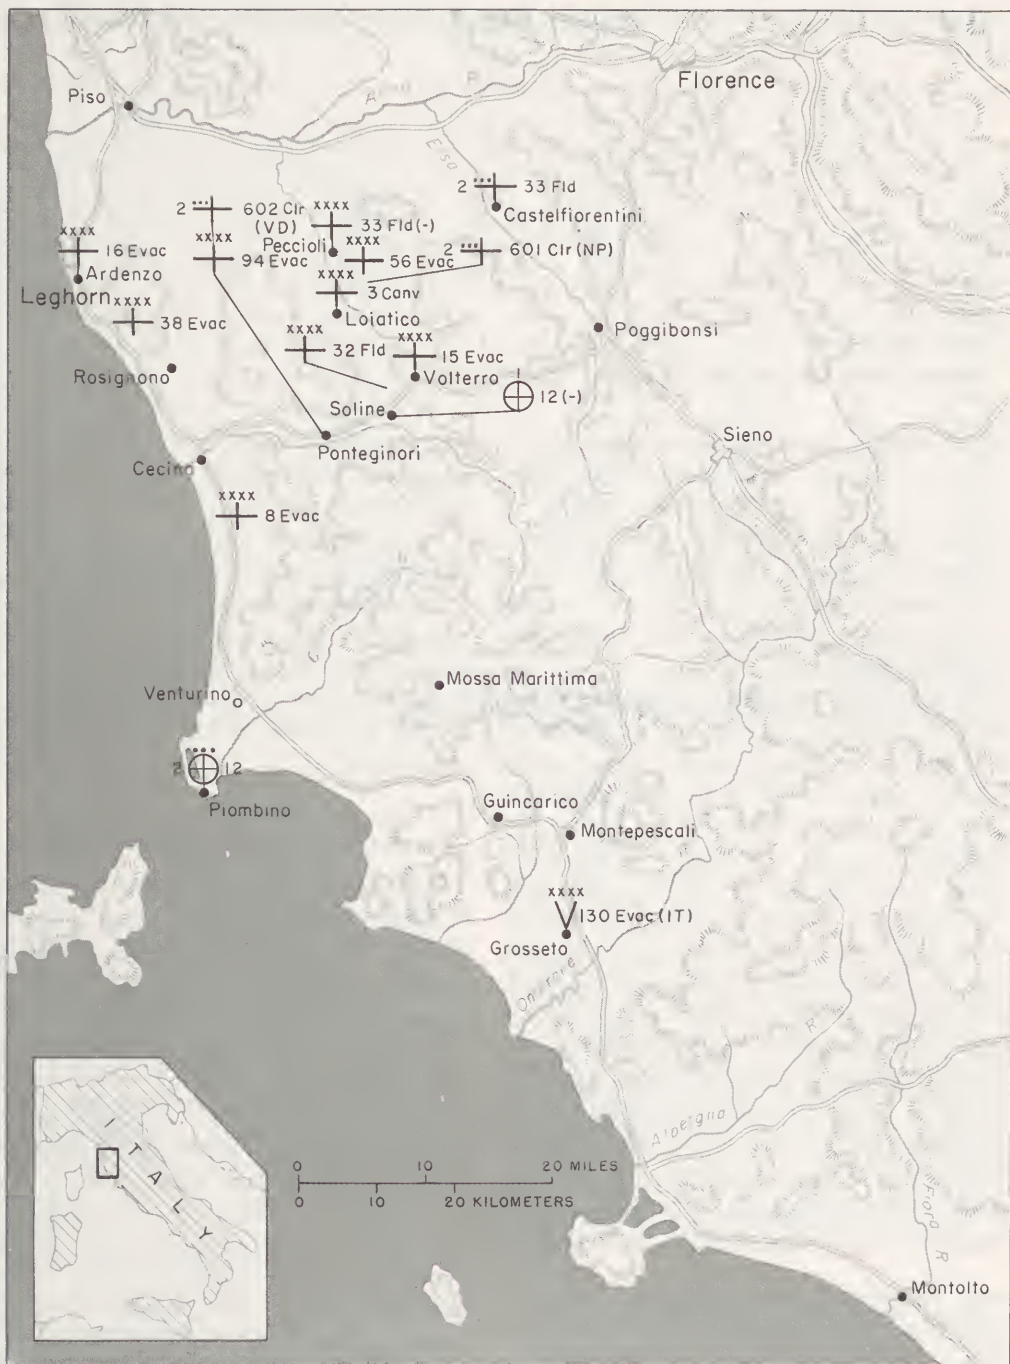 Florence
Piso
A R
Elsa
2 33 Fld
Castelfiorentini
2 602 Clr
(VD)
xxxx
33 Fld (-)
Peccioli
xxxx
16 Evac
Ardenzo
Leghorn
xxxx
94 Evac
xxxx
56 Evac
2 601 Clr (NP)
xxxx
3 Conv
Loiatico
xxxx
38 Evac
xxxx
32 Fld
xxxx
15 Evac
Volterro
Poggibonsi
Rosignono
1
12 (-)
Soline
Ponteginori
Sieno
Cecino
xxxx
8 Evac
Mossa Marittima
Venturino
2 12
Piombino
Guincarico
Montepescali
xxxx
130 Evac (IT)
Grosseto
R
ITALY
0 10 20 MILES
0 10 20 KILOMETERS
Fiora R
Montolto